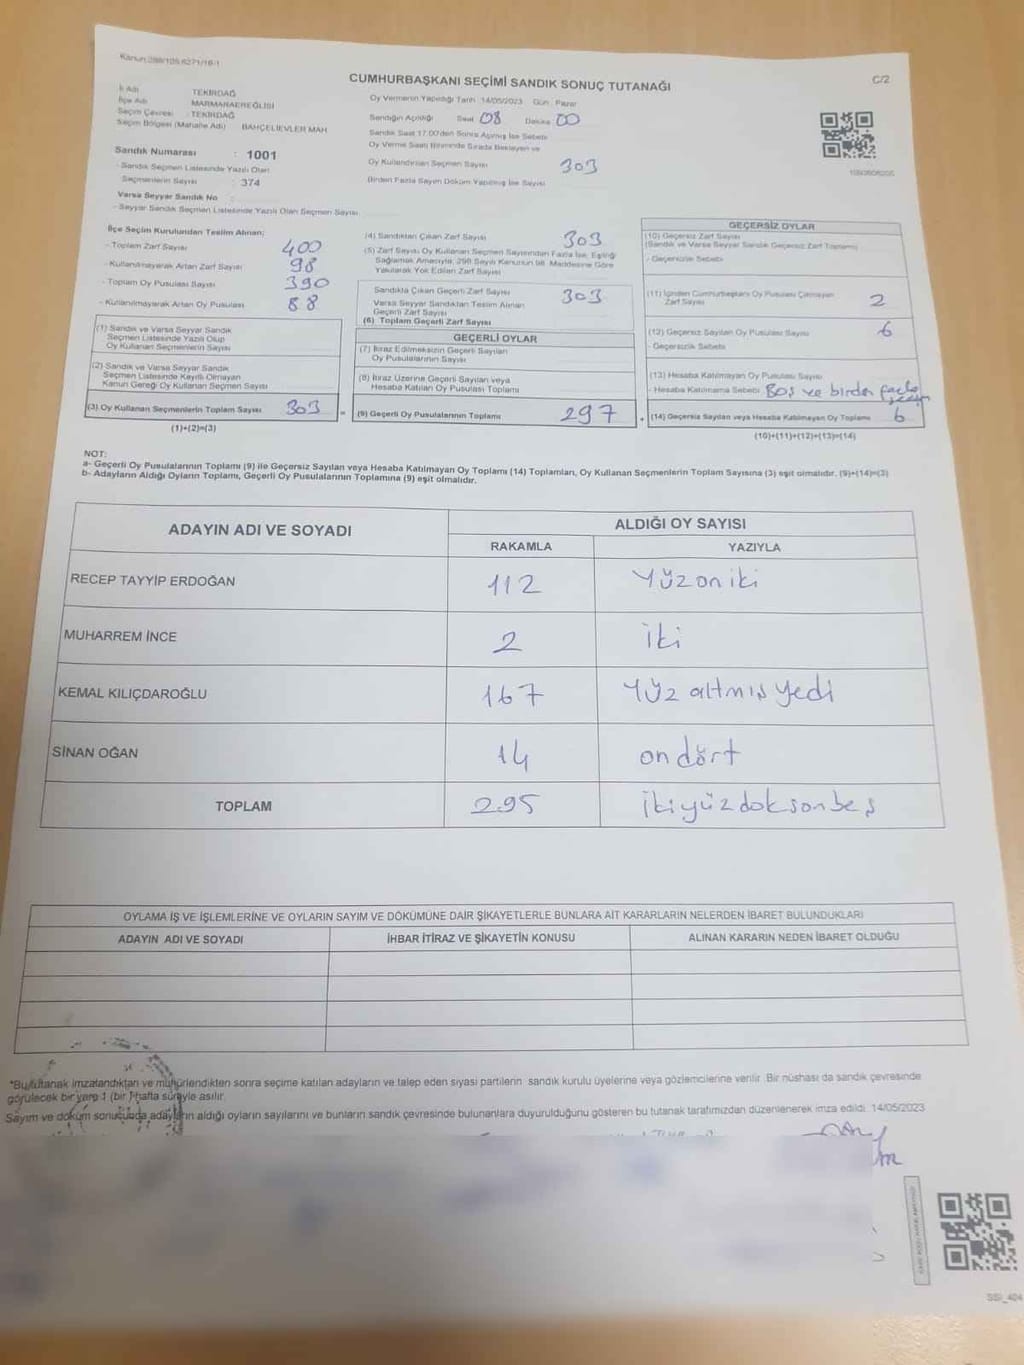 Kanun:298/105,6271/16-1
CUMHURBAŞKANI SEÇİMİ SANDIK SONUÇ TUTANAĞI
C/2
İl Adı TEKİRDAĞ
İlçe Adı MARMARAEREĞLİSİ
Seçim Çevresi : TEKİRDAĞ
Seçim Bölgesi (Mahalle Adı) BAHÇELİEVLER MAH
Sandık Numarası : 1001
- Sandık Seçmen Listesinde Yazılı Olan
Seçmenlerin Sayısı : 374
Varsa Seyyar Sandık No
- Seyyar Sandık Seçmen Listesinde Yazılı Olan Seçmen Sayısı
Oy Vermenin Yapıldığı Tarih 14/05/2023 Gün Pazar
Sandığın Açıldığı Saat 08 Dakika 00
Sandık Saat 17.00'den Sonra Açılmış İse Sebebi
Oy Verme Saati Bitiminde Sırada Bekleyen ve
Oy Kullandırılan Seçmen Sayısı 303
Birden Fazla Sayım Döküm Yapılmış İse Sayısı
İlçe Seçim Kurulundan Teslim Alınan;
- Toplam Zarf Sayısı 400
- Kullanılmayarak Artan Zarf Sayısı 98
- Toplam Oy Pusulası Sayısı 390
- Kullanılmayarak Artan Oy Pusulası 88
(1) Sandık ve Varsa Seyyar Sandık
Seçmen Listesinde Yazılı Olup
Oy Kullanan Seçmenlerin Sayısı
(2) Sandık ve Varsa Seyyar Sandık
Seçmen Listesinde Kayıtlı Olmayan
Kanun Gereği Oy Kullanan Seçmen Sayısı
(3) Oy Kullanan Seçmenlerin Toplam Sayısı 303 =
(1)+(2)=(3)
(4) Sandıktan Çıkan Zarf Sayısı 303
(5) Zarf Sayısı Oy Kullanan Seçmen Sayısından Fazla İse, Eşitliği
Sağlamak Amacıyla, 298 Sayılı Kanunun 98. Maddesine Göre
Yakılarak Yok Edilen Zarf Sayısı
Sandıkta Çıkan Geçerli Zarf Sayısı 303
Varsa Seyyar Sandıktan Teslim Alınan
Geçerli Zarf Sayısı
(6) Toplam Geçerli Zarf Sayısı
GEÇERLİ OYLAR
(7) İtiraz Edilmeksizin Geçerli Sayılan
Oy Pusulalarının Sayısı
(8) İtiraz Üzerine Geçerli Sayılan veya
Hesaba Katılan Oy Pusulası Toplamı
(9) Geçerli Oy Pusulalarının Toplamı 297 +
GEÇERSİZ OYLAR
(10) Geçersiz Zarf Sayısı
(Sandık ve Varsa Seyyar Sandık Geçersiz Zarf Toplamı)
- Geçersizlik Sebebi
(11) İçinden Cumhurbaşkanı Oy Pusulası Çıkmayan
Zarf Sayısı 2
(12) Geçersiz Sayılan Oy Pusulası Sayısı 6
- Geçersizlik Sebebi
(13) Hesaba Katılmayan Oy Pusulası Sayısı
- Hesaba Katılmama Sebebi Boş ve birden fazla
(14) Geçersiz Sayılan veya Hesaba Katılmayan Oy Toplamı 6
(10)+(11)+(12)+(13)=(14)
NOT:
a- Geçerli Oy Pusulalarının Toplamı (9) ile Geçersiz Sayılan veya Hesaba Katılmayan Oy Toplamı (14) Toplamları, Oy Kullanan Seçmenlerin Toplam Sayısına (3) eşit olmalıdır. (9)+(14)=(3)
b- Adayların Aldığı Oyların Toplamı, Geçerli Oy Pusulalarının Toplamına (9) eşit olmalıdır.
ADAYIN ADI VE SOYADI ALDIĞI OY SAYISI
RAKAMLA YAZIYLA
RECEP TAYYİP ERDOĞAN 112 Yüzoniki
MUHARREM İNCE 2 iki
KEMAL KILIÇDAROĞLU 167 Yüz altmış yedi
SİNAN OĞAN 14 on dört
TOPLAM 295 ikiyüzdoksonbeş
OYLAMA İŞ VE İŞLEMLERİNE VE OYLARIN SAYIM VE DÖKÜMÜNE DAİR ŞİKAYETLERLE BUNLARA AİT KARARLARIN NELERDEN İBARET BULUNDUKLARI
ADAYIN ADI VE SOYADI İHBAR İTİRAZ VE ŞİKAYETİN KONUSU ALINAN KARARIN NEDEN İBARET OLDUĞU
*Bu tutanak imzalandıktan ve mühürlendikten sonra seçime katılan adayların ve talep eden siyasi partilerin sandık kurulu üyelerine veya gözlemcilerine verilir. Bir nüshası da sandık çevresinde
görülecek bir yere 1 (bir) hafta süreyle asılır.
Sayım ve döküm sonucunda adayların aldığı oyların sayılarını ve bunların sandık çevresinde bulunanlara duyurulduğunu gösteren bu tutanak tarafımızdan düzenlenerek imza edildi. 14/05/2023
SSI_404